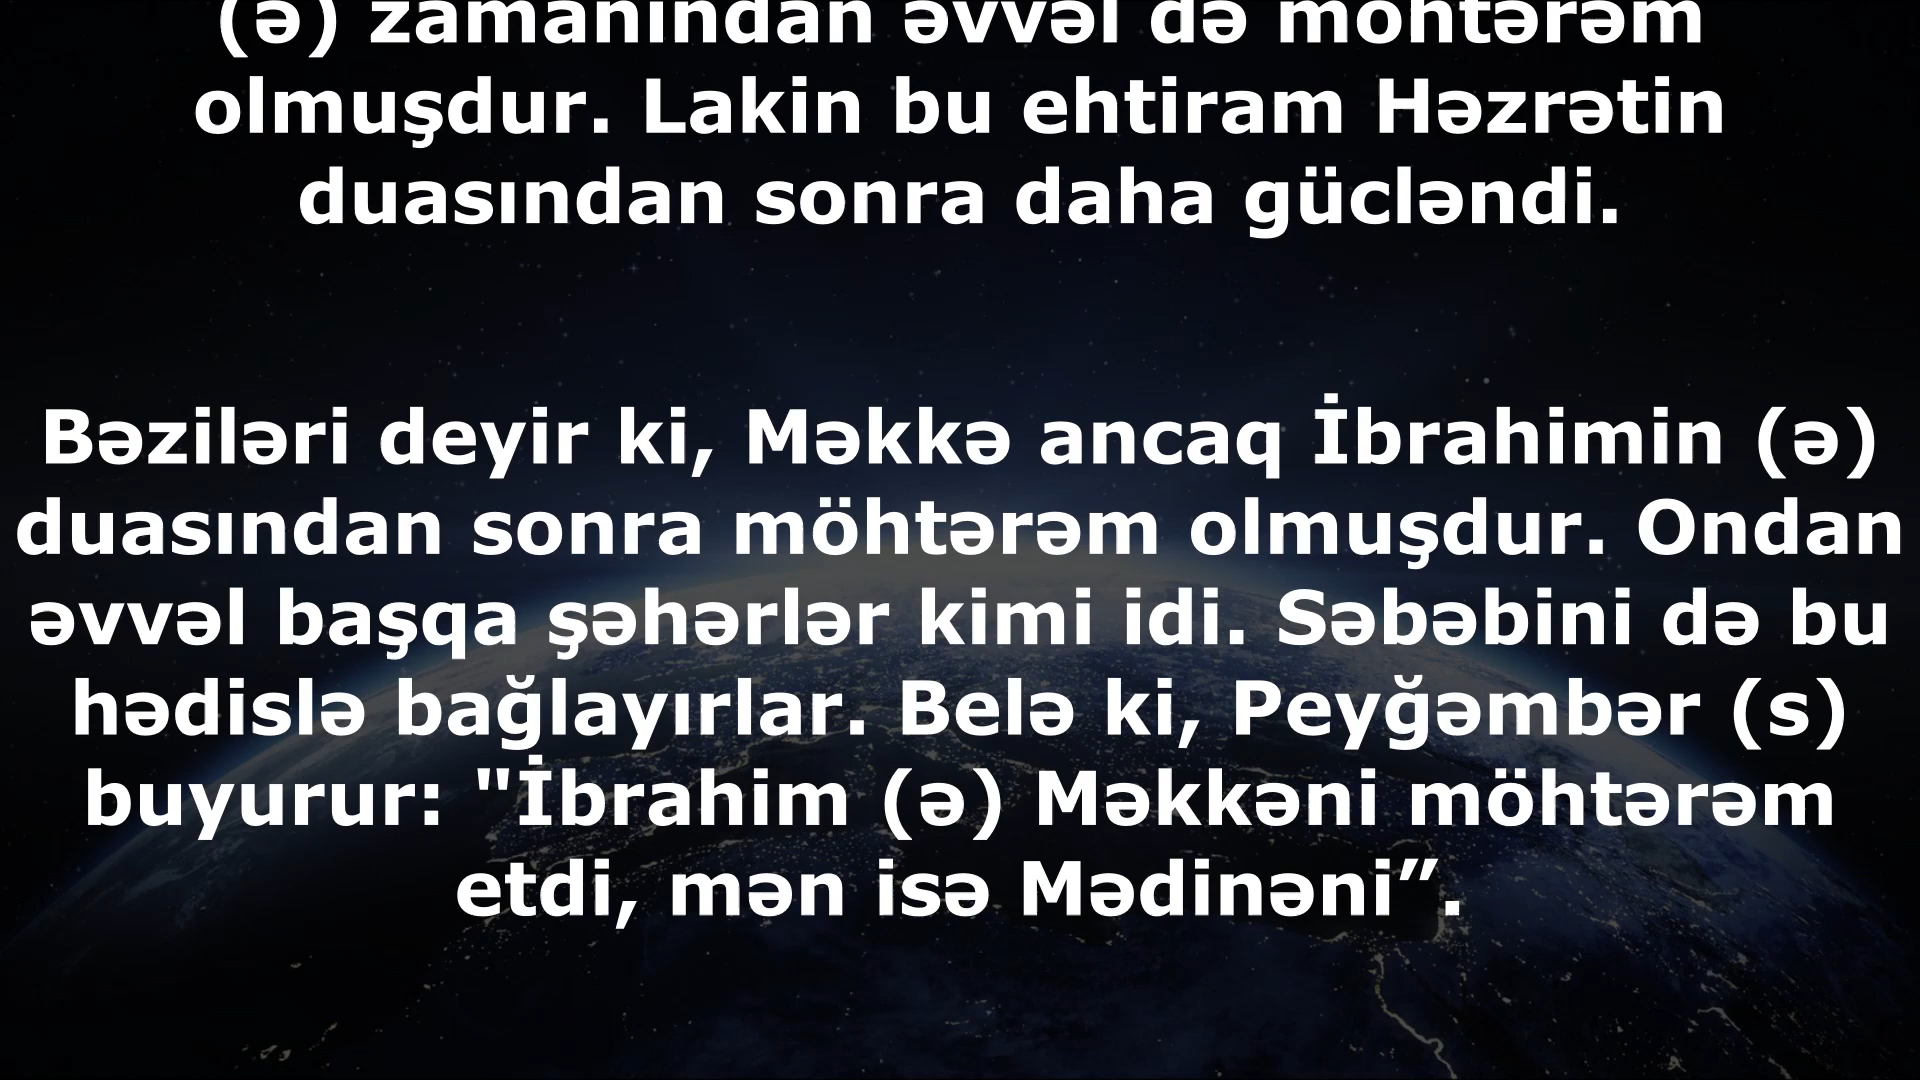 (ə) zamanından əvvəl də möhtərəm
olmuşdur. Lakin bu ehtiram Həzrətin
duasından sonra daha gücləndi.
Bəziləri deyir ki, Məkkə ancaq İbrahimin (ə)
duasından sonra möhtərəm olmuşdur. Ondan
əvvəl başqa şəhərlər kimi idi. Səbəbini də bu
hədislə bağlayırlar. Belə ki, Peyğəmbər (s)
buyurur: "İbrahim (ə) Məkkəni möhtərəm
etdi, mən isə Mədinəni”.